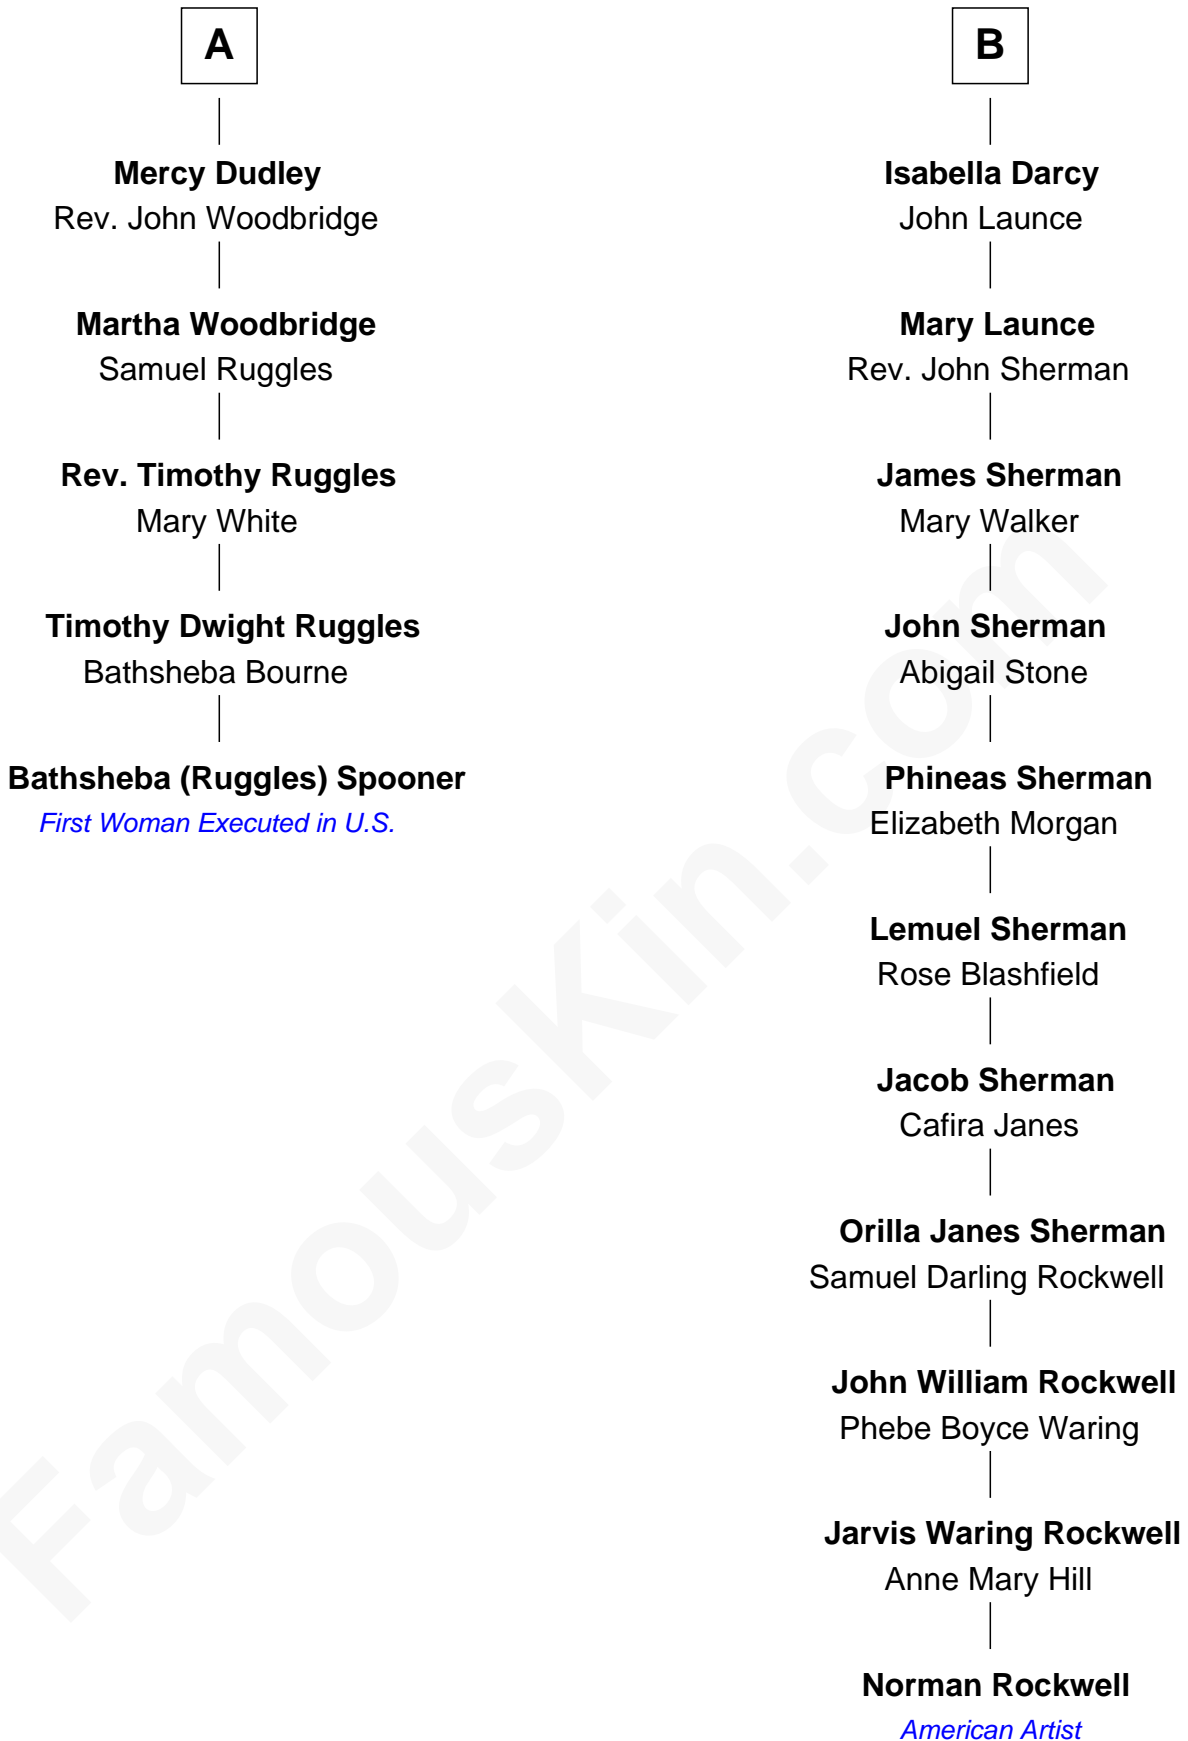 A
Mercy Dudley
Rev. John Woodbridge
Martha Woodbridge
Samuel Ruggles
Rev. Timothy Ruggles
Mary White
Timothy Dwight Ruggles
Bathsheba Bourne
Bathsheba (Ruggles) Spooner
First Woman Executed in U.S.
B
Isabella Darcy
John Launce
Mary Launce
Rev. John Sherman
James Sherman
Mary Walker
John Sherman
Abigail Stone
Phineas Sherman
Elizabeth Morgan
Lemuel Sherman
Rose Blashfield
Jacob Sherman
Cafira Janes
Orilla Janes Sherman
Samuel Darling Rockwell
John William Rockwell
Phebe Boyce Waring
Jarvis Waring Rockwell
Anne Mary Hill
Norman Rockwell
American Artist
FamousKin.com